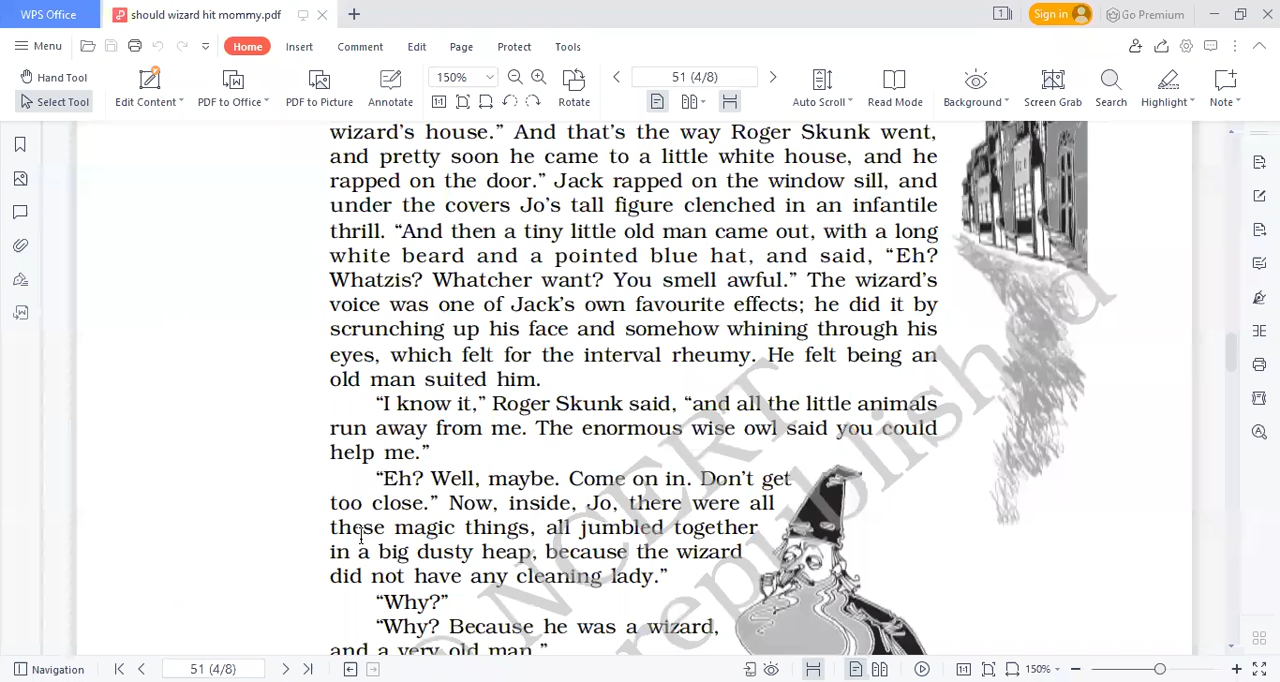 WPS Office
should wizard hit mommy.pdf
Sign in
Go Premium
Menu
Home
Insert
Comment
Edit
Page
Protect
Tools
Hand Tool
Select Tool
Edit Content
PDF to Office
PDF to Picture
Annotate
150%
Rotate
51 (4/8)
Auto Scroll
Read Mode
Background
Screen Grab
Search
Highlight
Note
wizard's house.” And that's the way Roger Skunk went,
and pretty soon he came to a little white house, and he
rapped on the door.” Jack rapped on the window sill, and
under the covers Jo's tall figure clenched in an infantile
thrill. “And then a tiny little old man came out, with a long
white beard and a pointed blue hat, and said, “Eh?
Whatzis? Whatcher want? You smell awful.” The wizard's
voice was one of Jack's own favourite effects; he did it by
scrunching up his face and somehow whining through his
eyes, which felt for the interval rheumy. He felt being an
old man suited him.
“I know it,” Roger Skunk said, “and all the little animals
run away from me. The enormous wise owl said you could
help me.”
“Eh? Well, maybe. Come on in. Don't get
too close.” Now, inside, Jo, there were all
these magic things, all jumbled together
in a big dusty heap, because the wizard
did not have any cleaning lady.”
“Why?”
“Why? Because he was a wizard,
and a very old man.”
© NCERT
republished
Navigation
51 (4/8)
150%